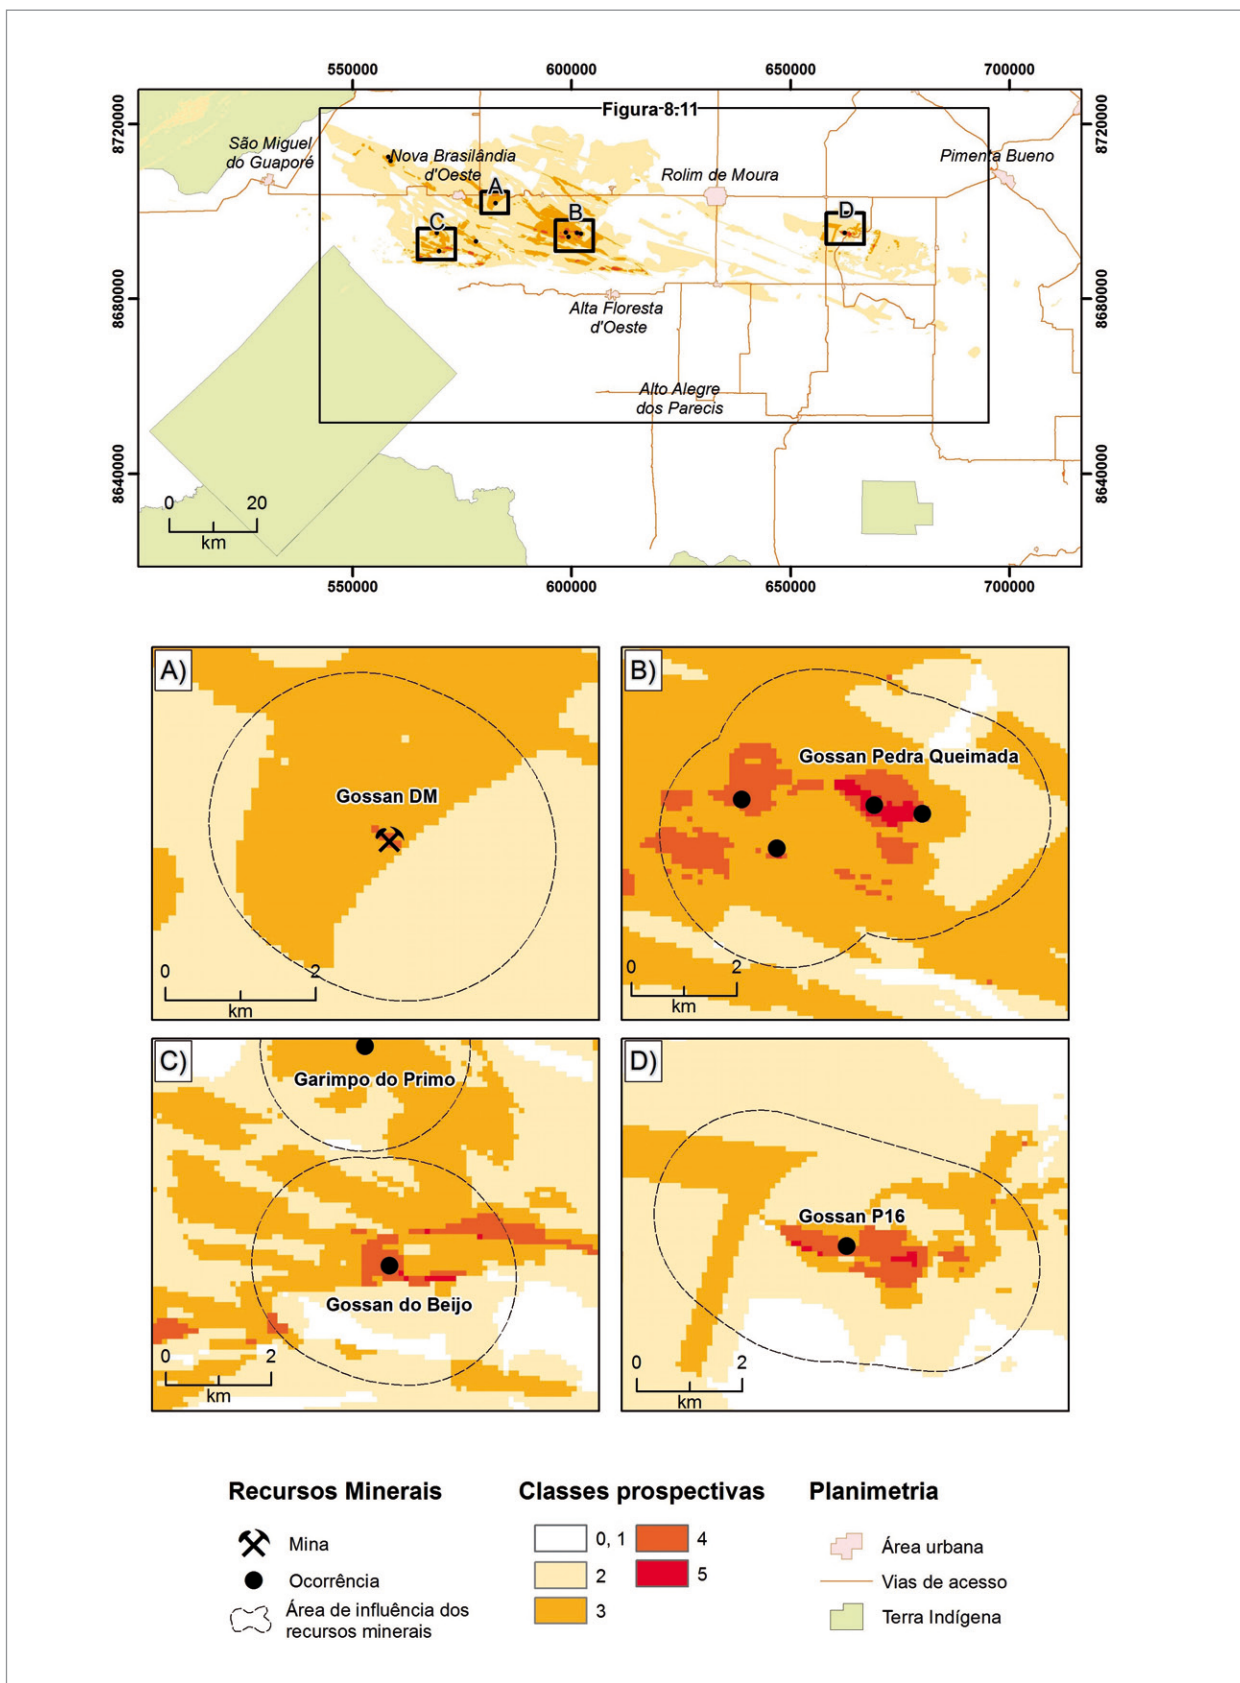 550000 600000 650000 700000
Figura 8.11
8720000 8720000
São Miguel
do Guaporé
Nova Brasilândia
d'Oeste
Rolim de Moura
Pimenta Bueno
A
B
C
D
8680000 8680000
Alta Floresta
d'Oeste
Alto Alegre
dos Parecis
8640000 8640000
0 20
km
550000 600000 650000 700000
A)
Gossan DM
0 2
km
B)
Gossan Pedra Queimada
0 2
km
C)
Garimpo do Primo
Gossan do Beijo
0 2
km
D)
Gossan P16
0 2
km
Recursos Minerais
Mina
Ocorrência
Área de influência dos
recursos minerais
Classes prospectivas
0, 1
2
3
4
5
Planimetria
Área urbana
Vias de acesso
Terra Indígena